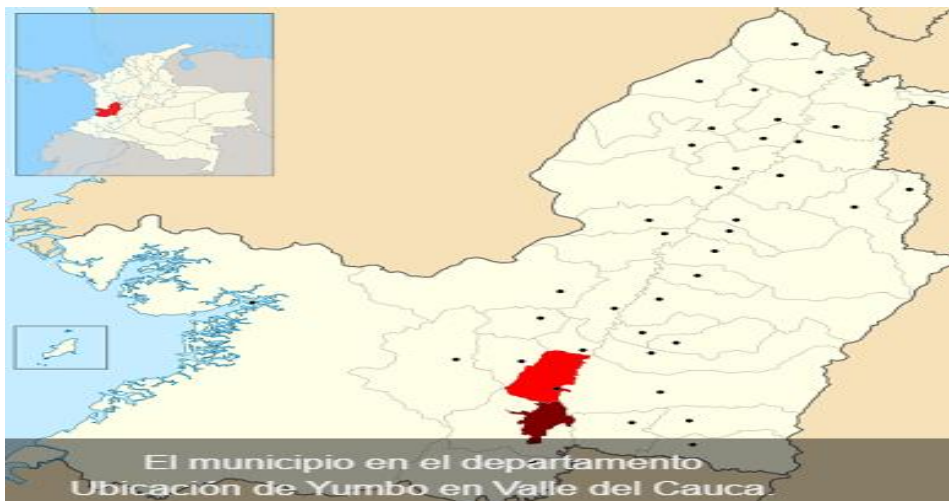 El municipio en el departamento
Ubicación de Yumbo en Valle del Cauca